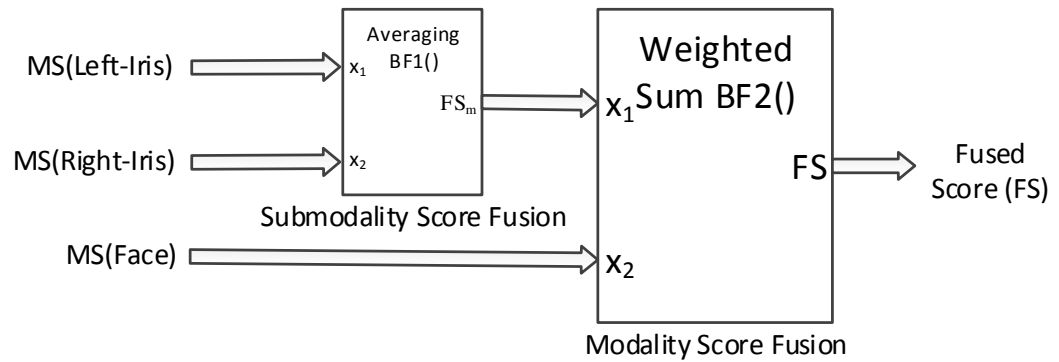 Averaging
BF1()
MS(Left-Iris)
x1
FSm
MS(Right-Iris)
x2
Submodality Score Fusion
MS(Face)
Weighted
Sum BF2()
x1
FS
x2
Modality Score Fusion
Fused
Score (FS)